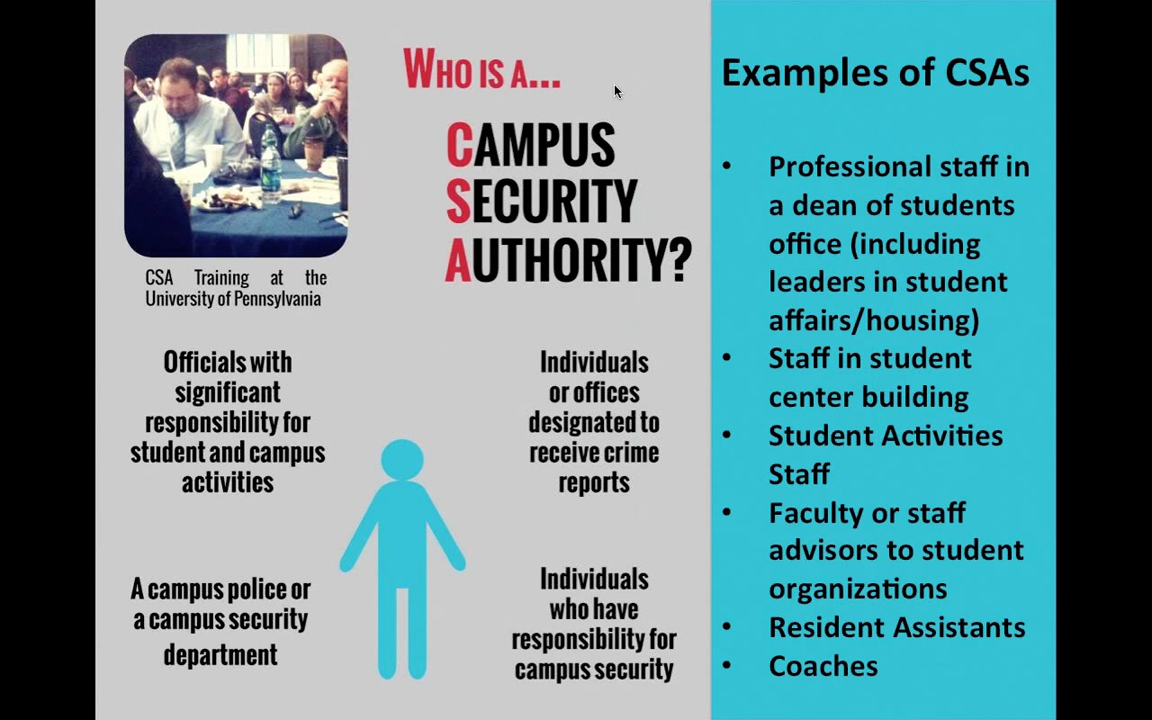 WHO IS A...
CAMPUS
SECURITY
AUTHORITY?
CSA Training at the
University of Pennsylvania
Officials with
significant
responsibility for
student and campus
activities
Individuals
or offices
designated to
receive crime
reports
A campus police or
a campus security
department
Individuals
who have
responsibility for
campus security
Examples of CSAs
• Professional staff in
a dean of students
office (including
leaders in student
affairs/housing)
• Staff in student
center building
• Student Activities
Staff
• Faculty or staff
advisors to student
organizations
• Resident Assistants
• Coaches